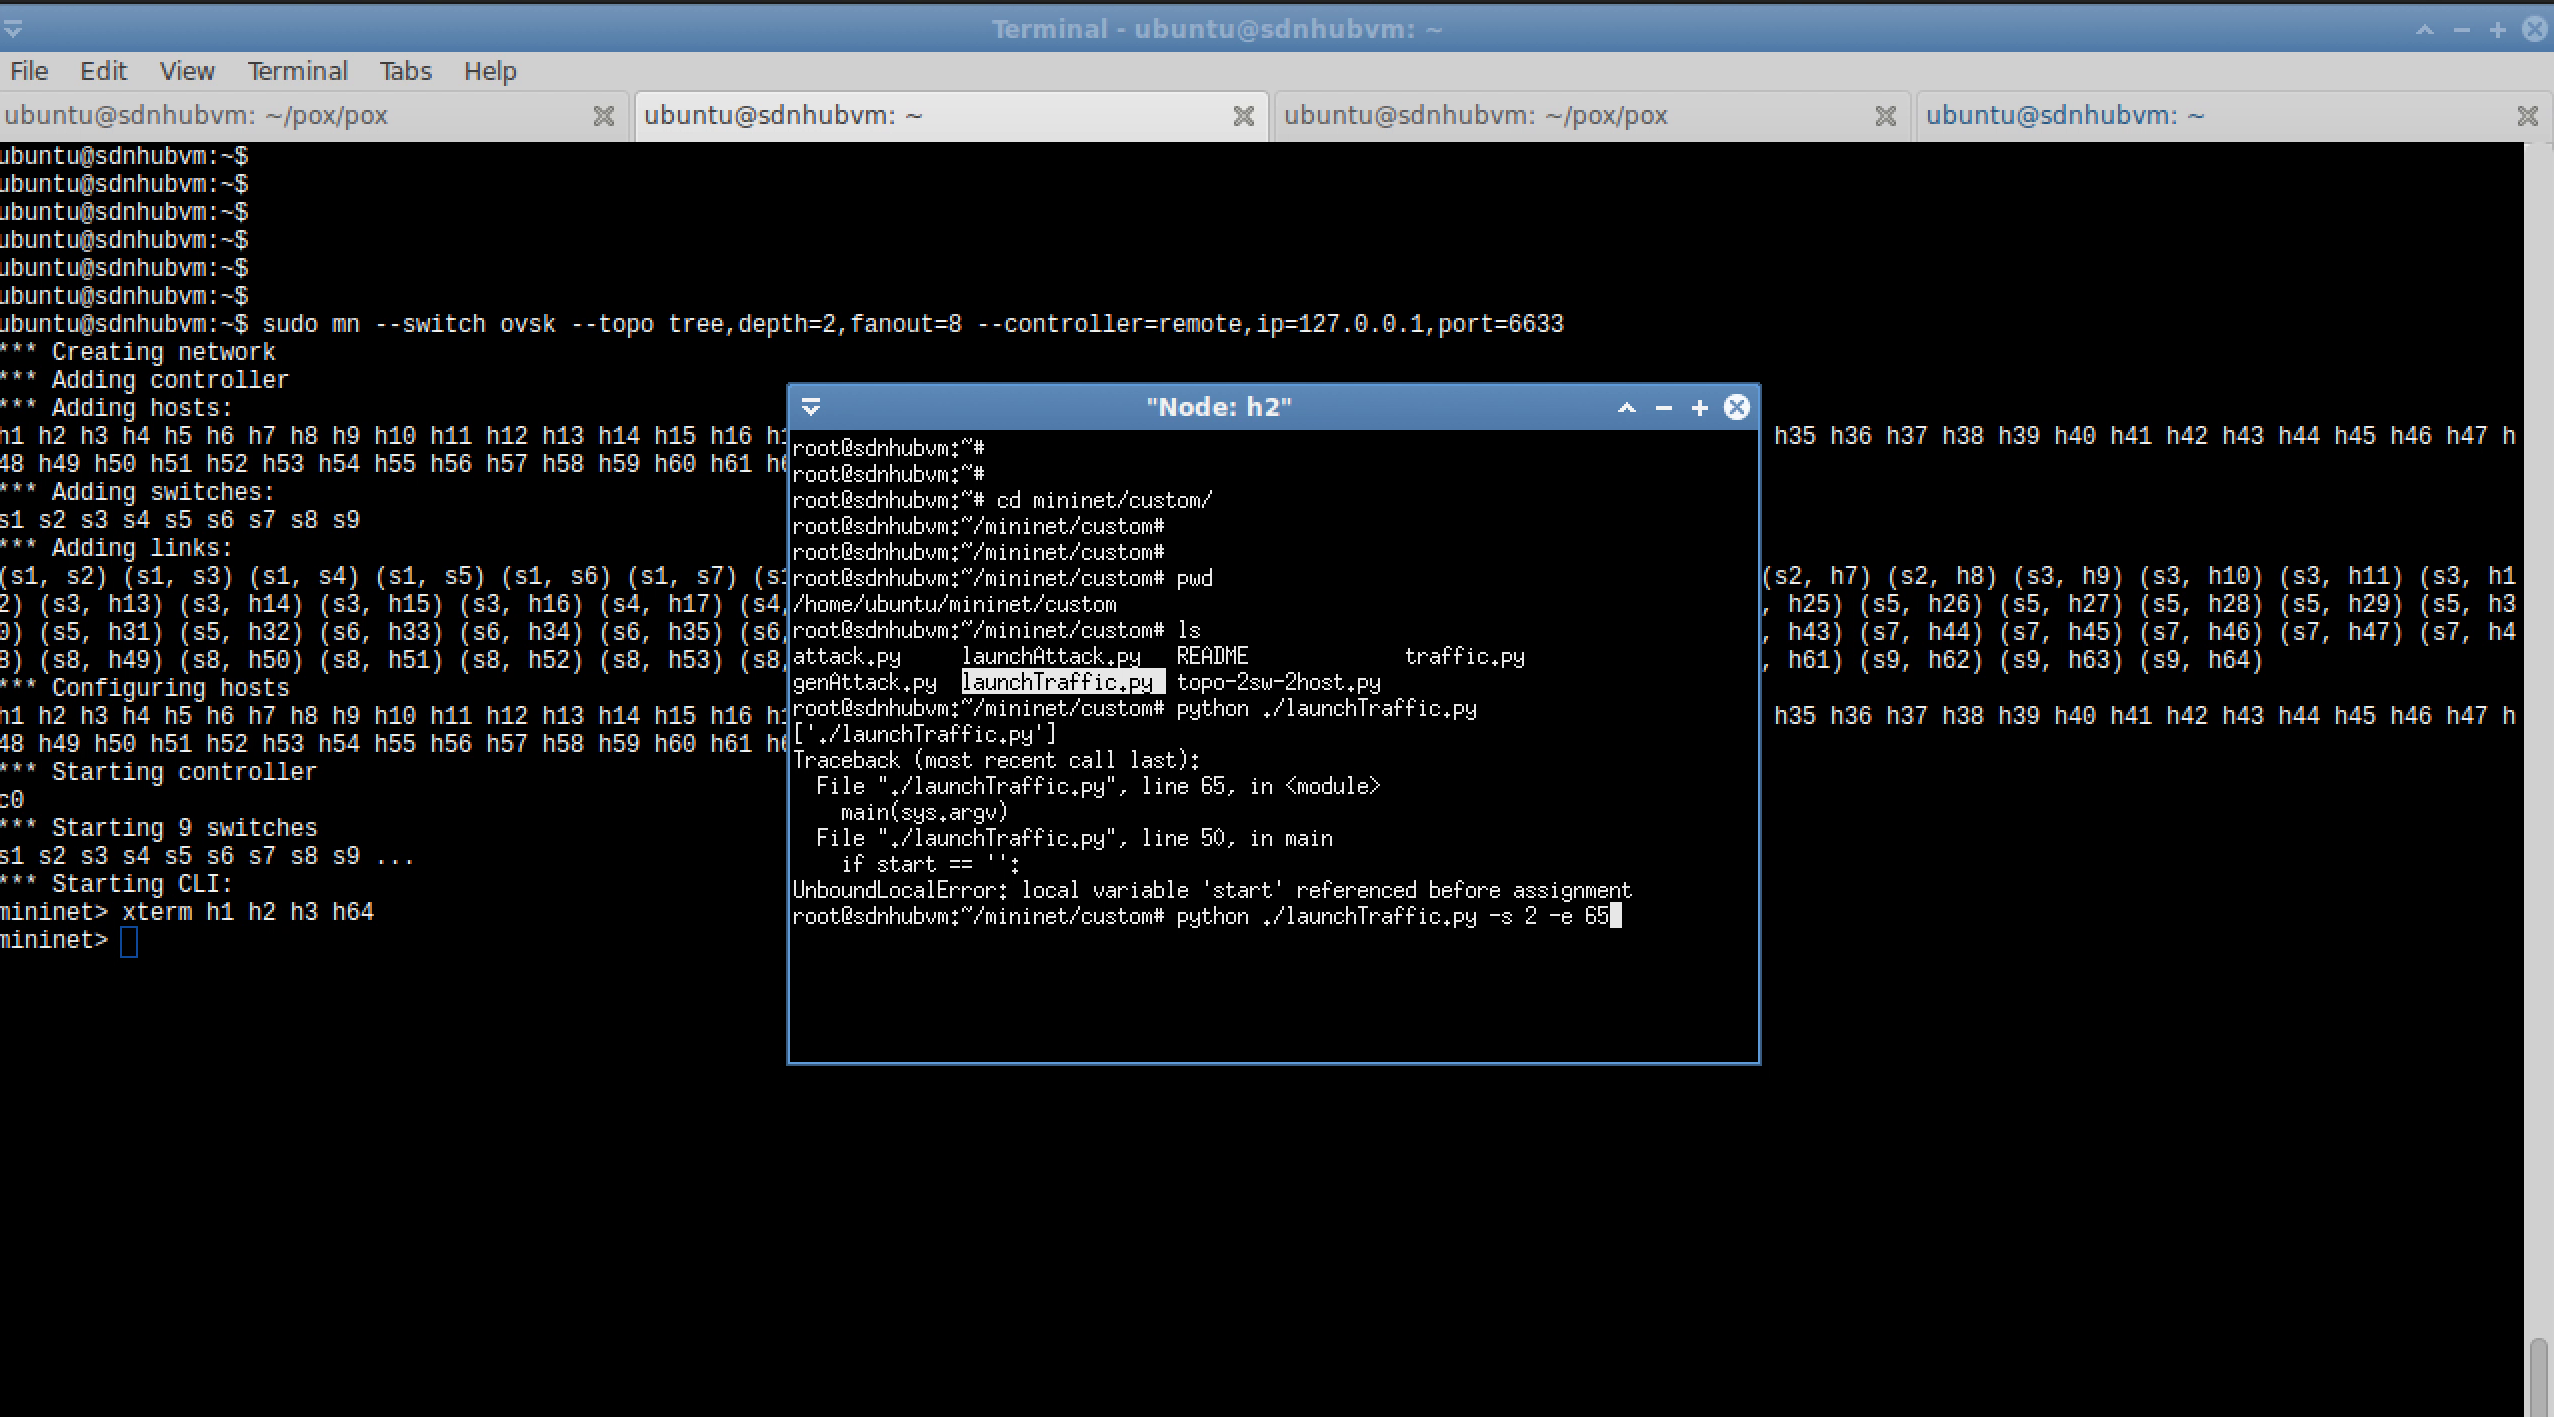 Terminal - ubuntu@sdnhubvm: ~
File Edit View Terminal Tabs Help
ubuntu@sdnhubvm: ~/pox/pox ubuntu@sdnhubvm: ~ ubuntu@sdnhubvm: ~/pox/pox ubuntu@sdnhubvm: ~
ubuntu@sdnhubvm:~$
ubuntu@sdnhubvm:~$
ubuntu@sdnhubvm:~$
ubuntu@sdnhubvm:~$
ubuntu@sdnhubvm:~$
ubuntu@sdnhubvm:~$
ubuntu@sdnhubvm:~$ sudo mn --switch ovsk --topo tree,depth=2,fanout=8 --controller=remote,ip=127.0.0.1,port=6633
*** Creating network
*** Adding controller
*** Adding hosts:
h1 h2 h3 h4 h5 h6 h7 h8 h9 h10 h11 h12 h13 h14 h15 h16 h35 h36 h37 h38 h39 h40 h41 h42 h43 h44 h45 h46 h47 h
48 h49 h50 h51 h52 h53 h54 h55 h56 h57 h58 h59 h60 h61
*** Adding switches:
s1 s2 s3 s4 s5 s6 s7 s8 s9
*** Adding links:
(s1, s2) (s1, s3) (s1, s4) (s1, s5) (s1, s6) (s1, s7) (s2, h7) (s2, h8) (s3, h9) (s3, h10) (s3, h11) (s3, h1
2) (s3, h13) (s3, h14) (s3, h15) (s3, h16) (s4, h17) (s4, h25) (s5, h26) (s5, h27) (s5, h28) (s5, h29) (s5, h3
0) (s5, h31) (s5, h32) (s6, h33) (s6, h34) (s6, h35) (s6, h43) (s7, h44) (s7, h45) (s7, h46) (s7, h47) (s7, h4
8) (s8, h49) (s8, h50) (s8, h51) (s8, h52) (s8, h53) (s8, h61) (s9, h62) (s9, h63) (s9, h64)
*** Configuring hosts
h1 h2 h3 h4 h5 h6 h7 h8 h9 h10 h11 h12 h13 h14 h15 h16 h35 h36 h37 h38 h39 h40 h41 h42 h43 h44 h45 h46 h47 h
48 h49 h50 h51 h52 h53 h54 h55 h56 h57 h58 h59 h60 h61
*** Starting controller
c0
*** Starting 9 switches
s1 s2 s3 s4 s5 s6 s7 s8 s9 ...
*** Starting CLI:
mininet> xterm h1 h2 h3 h64
mininet>
"Node: h2"
root@sdnhubvm:~#
root@sdnhubvm:~#
root@sdnhubvm:~# cd mininet/custom/
root@sdnhubvm:~/mininet/custom#
root@sdnhubvm:~/mininet/custom#
root@sdnhubvm:~/mininet/custom# pwd
/home/ubuntu/mininet/custom
root@sdnhubvm:~/mininet/custom# ls
attack.py launchAttack.py README traffic.py
genAttack.py launchTraffic.py topo-2sw-2host.py
root@sdnhubvm:~/mininet/custom# python ./launchTraffic.py
['./launchTraffic.py']
Traceback (most recent call last):
File "./launchTraffic.py", line 65, in <module>
main(sys.argv)
File "./launchTraffic.py", line 50, in main
if start == '':
UnboundLocalError: local variable 'start' referenced before assignment
root@sdnhubvm:~/mininet/custom# python ./launchTraffic.py -s 2 -e 65